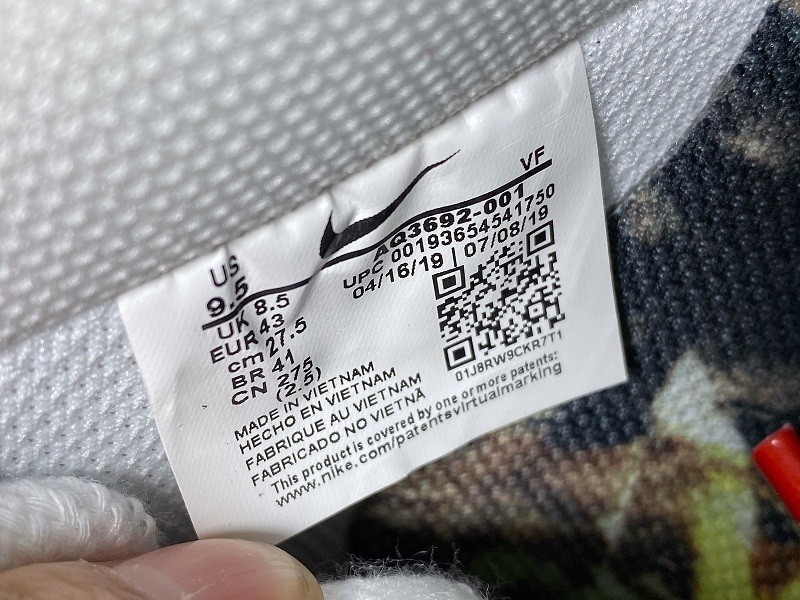 VF
US
9.5
AQ3692-001
UPC 00193654541750
04/16/19 | 07/08/19
UK 8.5
EUR 43
cm 27.5
BR 41
CN 275
(2.5)
01J8RW9CKR7T1
MADE IN VIETNAM
HECHO EN VIETNAM
FABRIQUE AU VIETNAM
FABRICADO NO VIETNÃ
This product is covered by one or more patents:
www.nike.com/patentsvirtualmarking